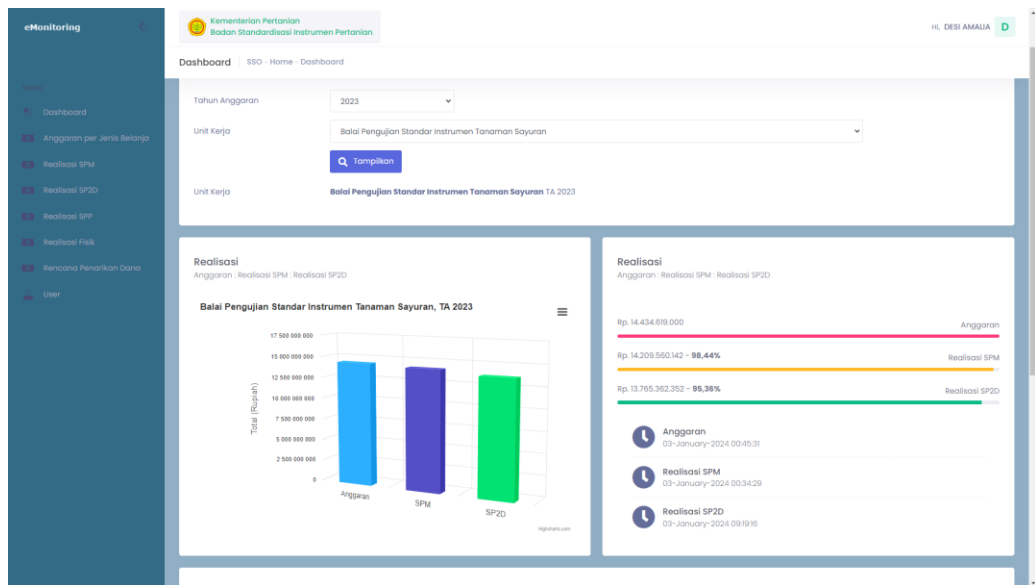 eMonitoring
Kementerian Pertanian
Badan Standardisasi Instrumen Pertanian
Hi, DESI AMALIA D
Dashboard SSO - Home - Dashboard
Dashboard
Anggaran per Jenis Belanja
Realisasi SPM
Realisasi SP2D
Realisasi SPP
Realisasi Fisik
Rencana Penarikan Dana
User
Tahun Anggaran 2023
Unit Kerja Balai Pengujian Standar Instrumen Tanaman Sayuran
Tampilkan
Unit Kerja Balai Pengujian Standar Instrumen Tanaman Sayuran TA 2023
Realisasi
Anggaran : Realisasi SPM : Realisasi SP2D
Balai Pengujian Standar Instrumen Tanaman Sayuran, TA 2023
Total (Rupiah)
17 500 000 000
15 000 000 000
12 500 000 000
10 000 000 000
7 500 000 000
5 000 000 000
2 500 000 000
0
Anggaran
SPM
SP2D
Highcharts.com
Realisasi
Anggaran : Realisasi SPM : Realisasi SP2D
Rp. 14.434.619.000 Anggaran
Rp. 14.209.560.142 - 98,44% Realisasi SPM
Rp. 13.765.362.352 - 95,36% Realisasi SP2D
Anggaran
03-January-2024 00:45:31
Realisasi SPM
03-January-2024 00:34:29
Realisasi SP2D
03-January-2024 09:19:16